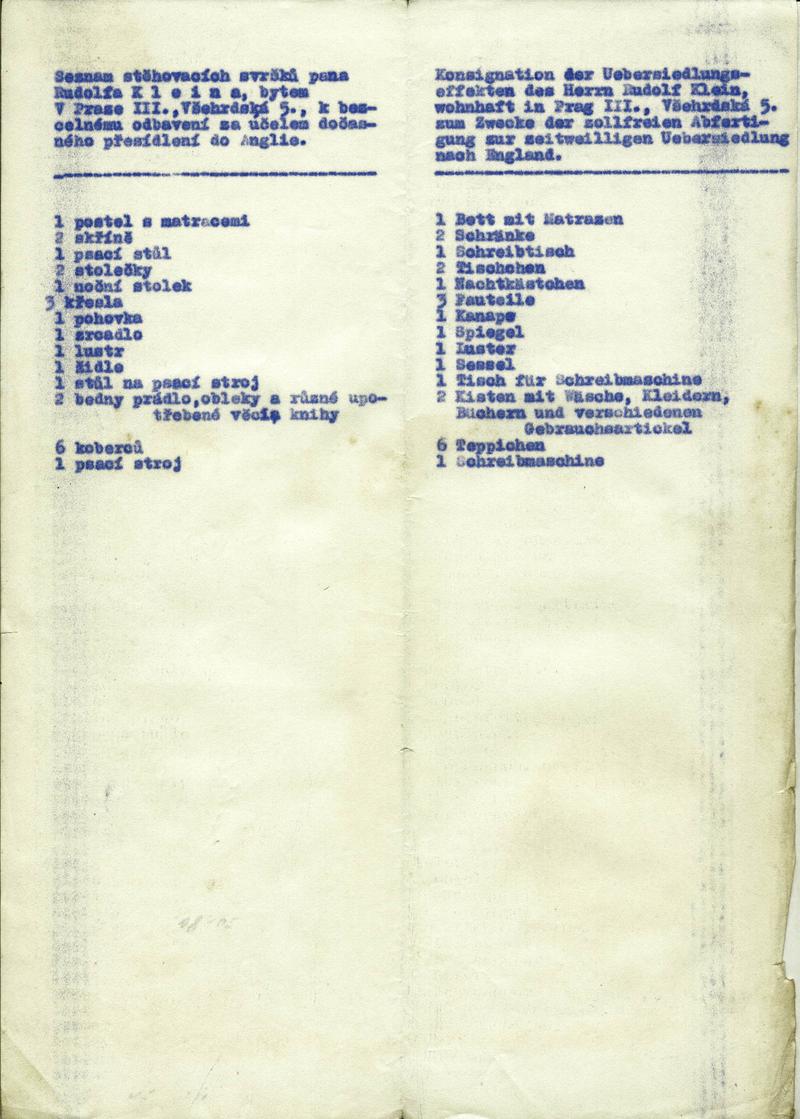 Seznam stěhovacích svršků pana
Rudolfa K l e i n a, bytem
V Praze III.,Všehrdská 5., k bez-
celnému odbavení za účelem dočas-
ného přesídlení do Anglie.
1 postel s matracemi
2 skříně
1 psací stůl
2 stolečky
1 noční stolek
3 křesla
1 pohovka
1 zrcadlo
1 lustr
1 židle
1 stůl na psací stroj
2 bedny prádlo,obleky a různé upo-
třebené věci, knihy
6 koberců
1 psací stroj
Konsignation der Uebersiedlungs-
effekten des Herrn Rudolf Klein,
wohnhaft in Prag III., Všehrdská 5.
zum Zwecke der zollfreien Abferti-
gung zur zeitweiligen Uebersiedlung
nach England.
1 Bett mit Matrazen
2 Schränke
1 Schreibtisch
2 Tischchen
1 Nachtkästchen
3 Fauteile
1 Kanape
1 Spiegel
1 Luster
1 Sessel
1 Tisch für Schreibmaschine
2 Kisten mit Wäsche, Kleidern,
Büchern und verschiedenen
Gebrauchsartickel
6 Teppichen
1 Schreibmaschine